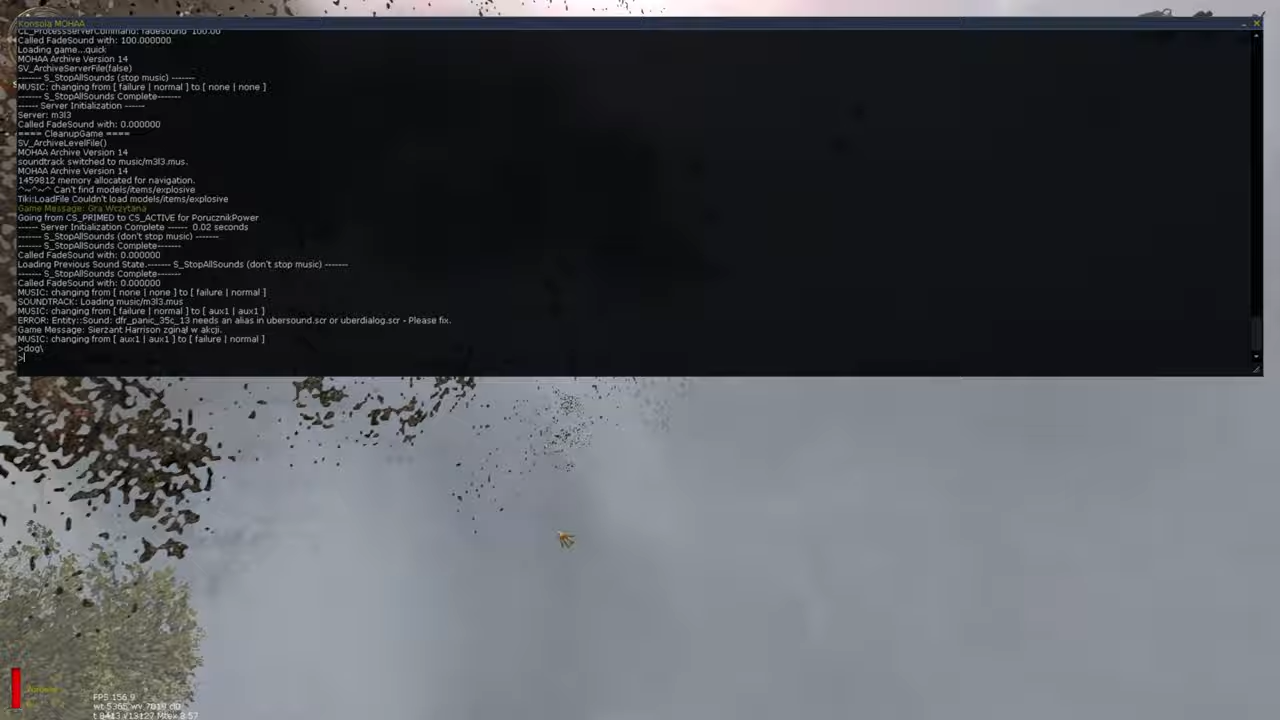 Konsola MOHAA
CL_ProcessServerCommand: fadesound 100.00
Called FadeSound with: 100.000000
Loading game...quick
MOHAA Archive Version 14
SV_ArchiveServerFile(false)
------- S_StopAllSounds (stop music) -------
MUSIC: changing from [ failure | normal ] to [ none | none ]
------- S_StopAllSounds Complete-------
------ Server Initialization ------
Server: m3l3
Called FadeSound with: 0.000000
==== CleanupGame ====
SV_ArchiveLevelFile()
MOHAA Archive Version 14
soundtrack switched to music/m3l3.mus.
MOHAA Archive Version 14
1459812 memory allocated for navigation.
^~^~^ Can't find models/items/explosive
Tiki:LoadFile Couldn't load models/items/explosive
Game Message: Gra Wczytana
Going from CS_PRIMED to CS_ACTIVE for PorucznikPower
------ Server Initialization Complete ------ 0.02 seconds
------- S_StopAllSounds (don't stop music) -------
------- S_StopAllSounds Complete-------
Called FadeSound with: 0.000000
Loading Previous Sound State.------- S_StopAllSounds (don't stop music) -------
------- S_StopAllSounds Complete-------
Called FadeSound with: 0.000000
MUSIC: changing from [ none | none ] to [ failure | normal ]
SOUNDTRACK: Loading music/m3l3.mus
MUSIC: changing from [ failure | normal ] to [ aux1 | aux1 ]
ERROR: Entity::Sound: dfr_panic_35c_13 needs an alias in ubersound.scr or uberdialog.scr - Please fix.
Game Message: Sierżant Harrison zginął w akcji.
MUSIC: changing from [ aux1 | aux1 ] to [ failure | normal ]
>dog\
>
FPS 156.9